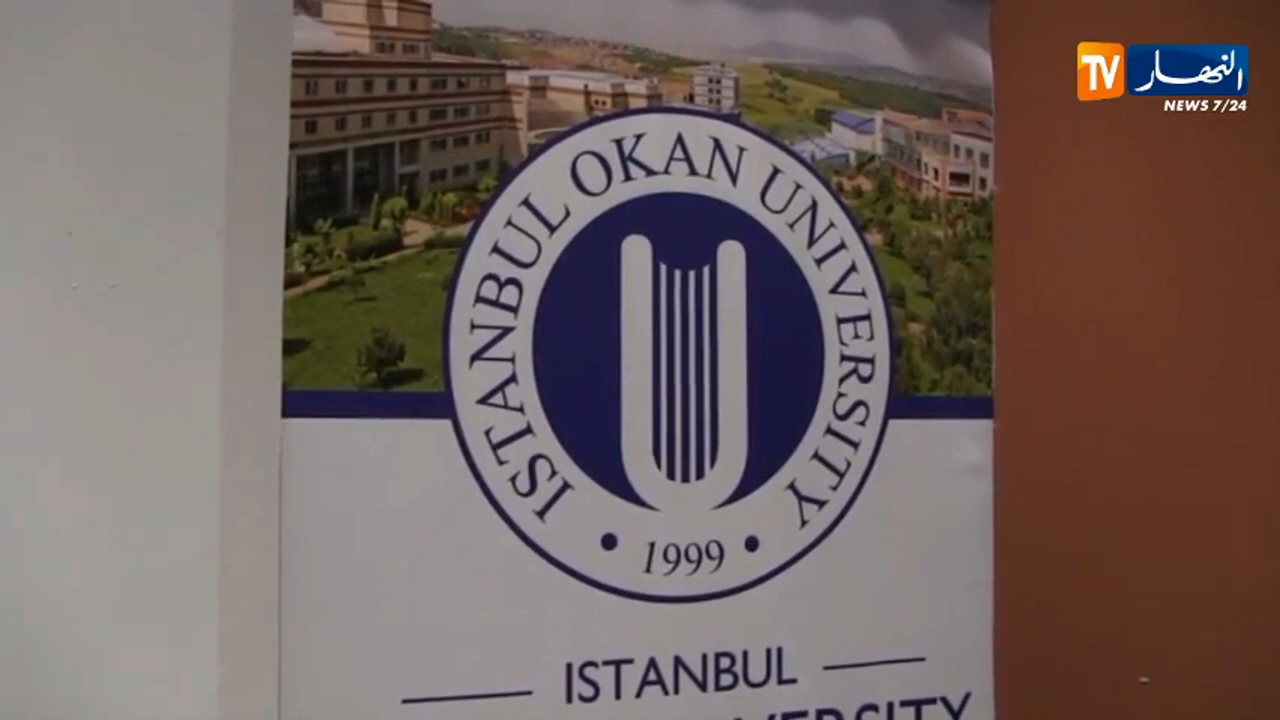 TV النهار
NEWS 7/24
ISTANBUL OKAN UNIVERSITY
• 1999 •
ISTANBUL